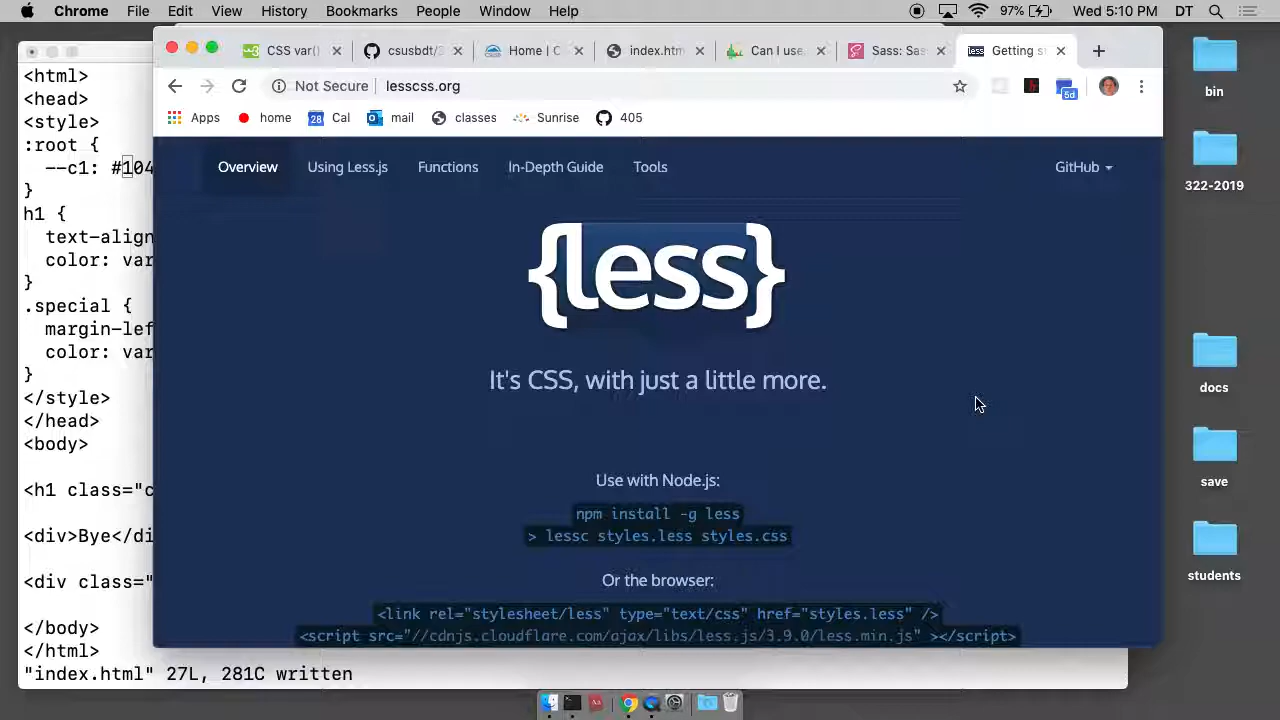 Chrome File Edit View History Bookmarks People Window Help 97% Wed 5:10 PM DT
CSS var() csusbdt/3 Home | C index.htm Can I use Sass: Sas Getting s
Not Secure lesscss.org
5d
Apps home 28 Cal mail classes Sunrise 405
Overview Using Less.js Functions In-Depth Guide Tools GitHub
{less}
It's CSS, with just a little more.
Use with Node.js:
npm install -g less
> lessc styles.less styles.css
Or the browser:
<link rel="stylesheet/less" type="text/css" href="styles.less" />
<script src="//cdnjs.cloudflare.com/ajax/libs/less.js/3.9.0/less.min.js" ></script>
<html>
<head>
<style>
:root {
--c1: #104
}
h1 {
text-align
color: var
}
.special {
margin-lef
color: var
}
</style>
</head>
<body>
<h1 class="c
<div>Bye</di
<div class="
</body>
</html>
"index.html" 27L, 281C written
bin
322-2019
docs
save
students